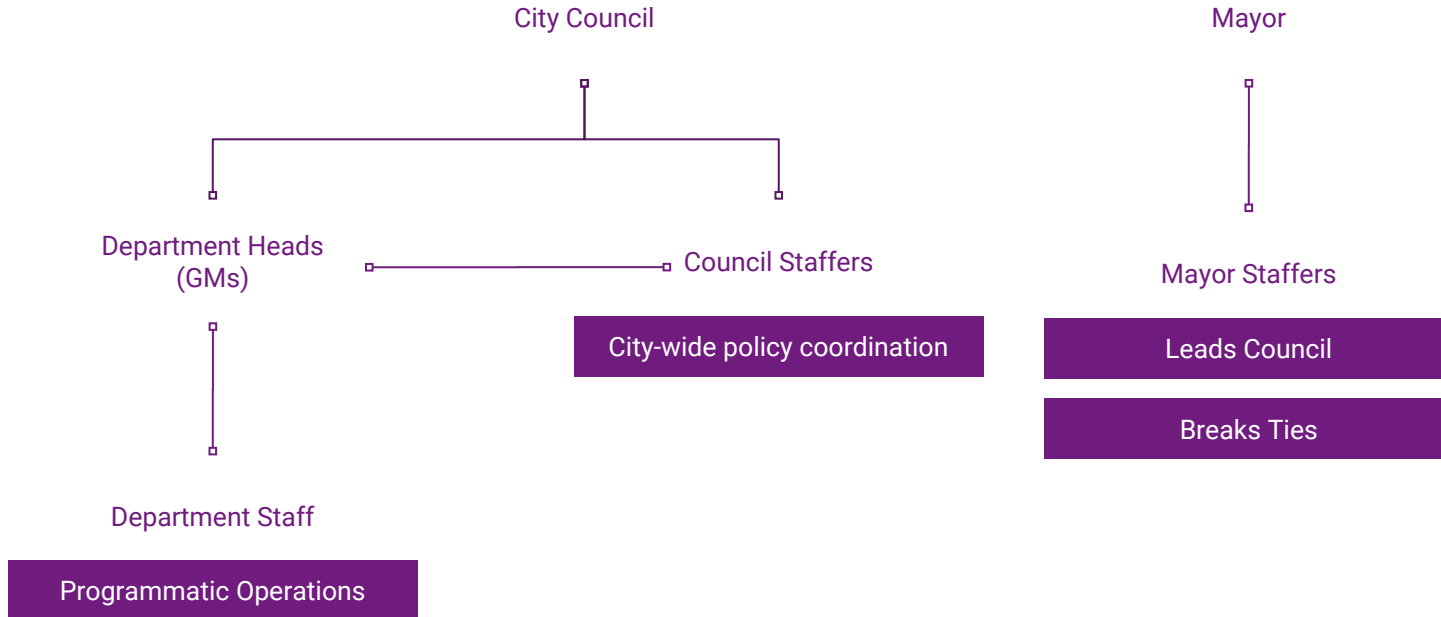 City Council
Mayor
Department Heads
(GMs)
Council Staffers
Mayor Staffers
City-wide policy coordination
Leads Council
Breaks Ties
Department Staff
Programmatic Operations